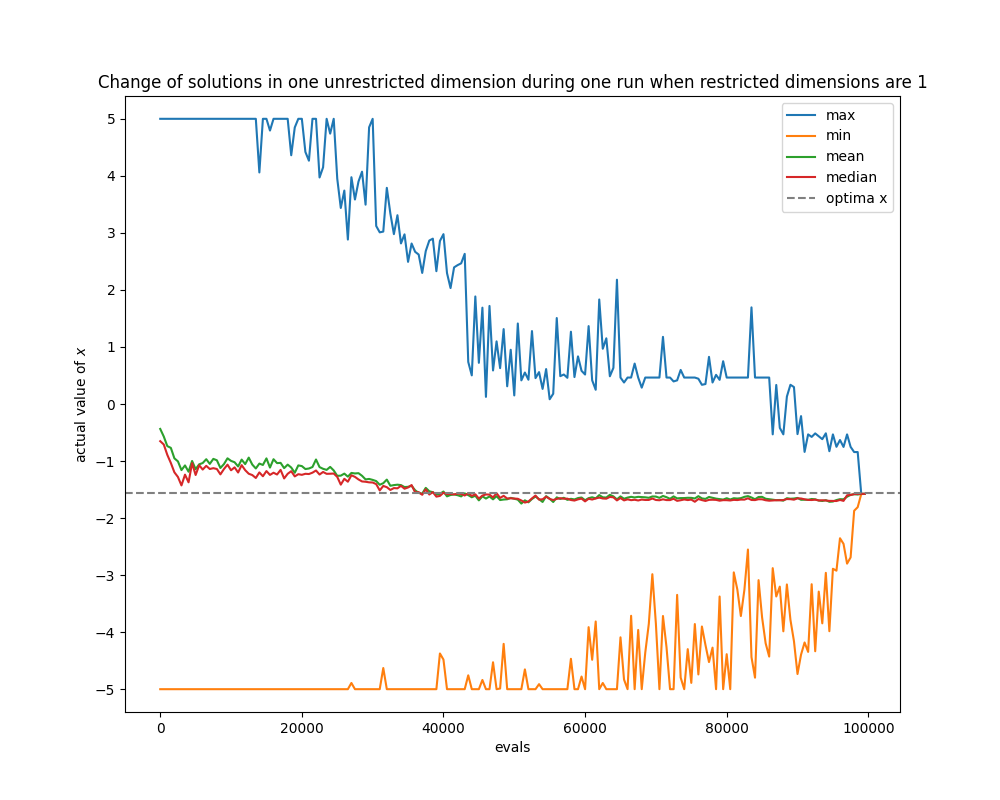 Change of solutions in one unrestricted dimension during one run when restricted dimensions are 1
max
min
mean
median
optima x
5
4
3
2
1
0
−1
−2
−3
−4
−5
actual value of x
0 20000 40000 60000 80000 100000
evals